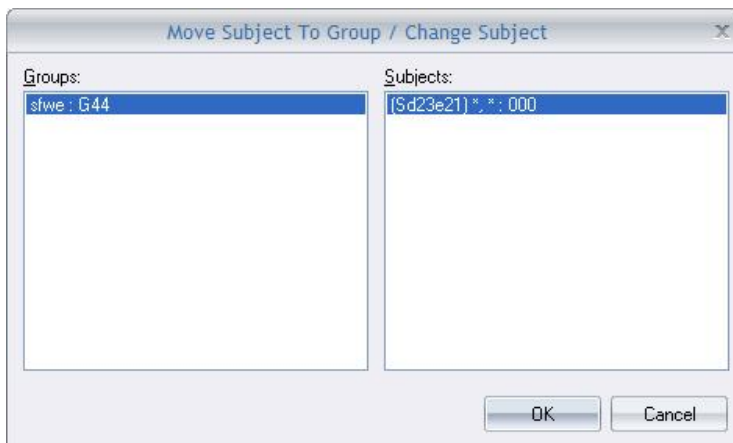 Move Subject To Group / Change Subject
Groups:
Subjects:
sfwe : G44
(Sd23e21) *, * : 000
OK
Cancel